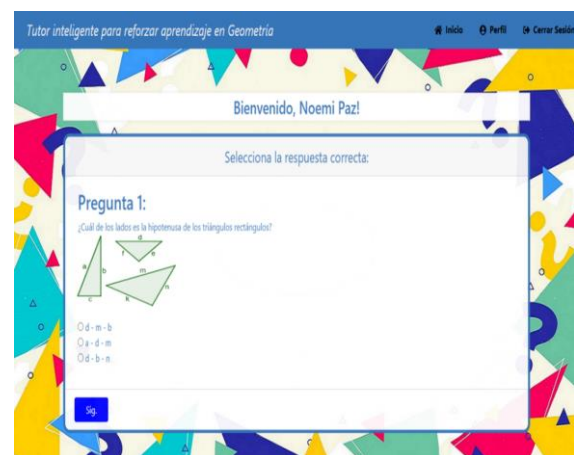 Tutor inteligente para reforzar aprendizaje en Geometría
Inicio Perfil Cerrar Sesión
Bienvenido, Noemi Paz!
Selecciona la respuesta correcta:
Pregunta 1:
¿Cuál de los lados es la hipotenusa de los triángulos rectángulos?
d
f e
a b
m
n
c
k
d - m - b
a - d - m
d - b - n
Sig.